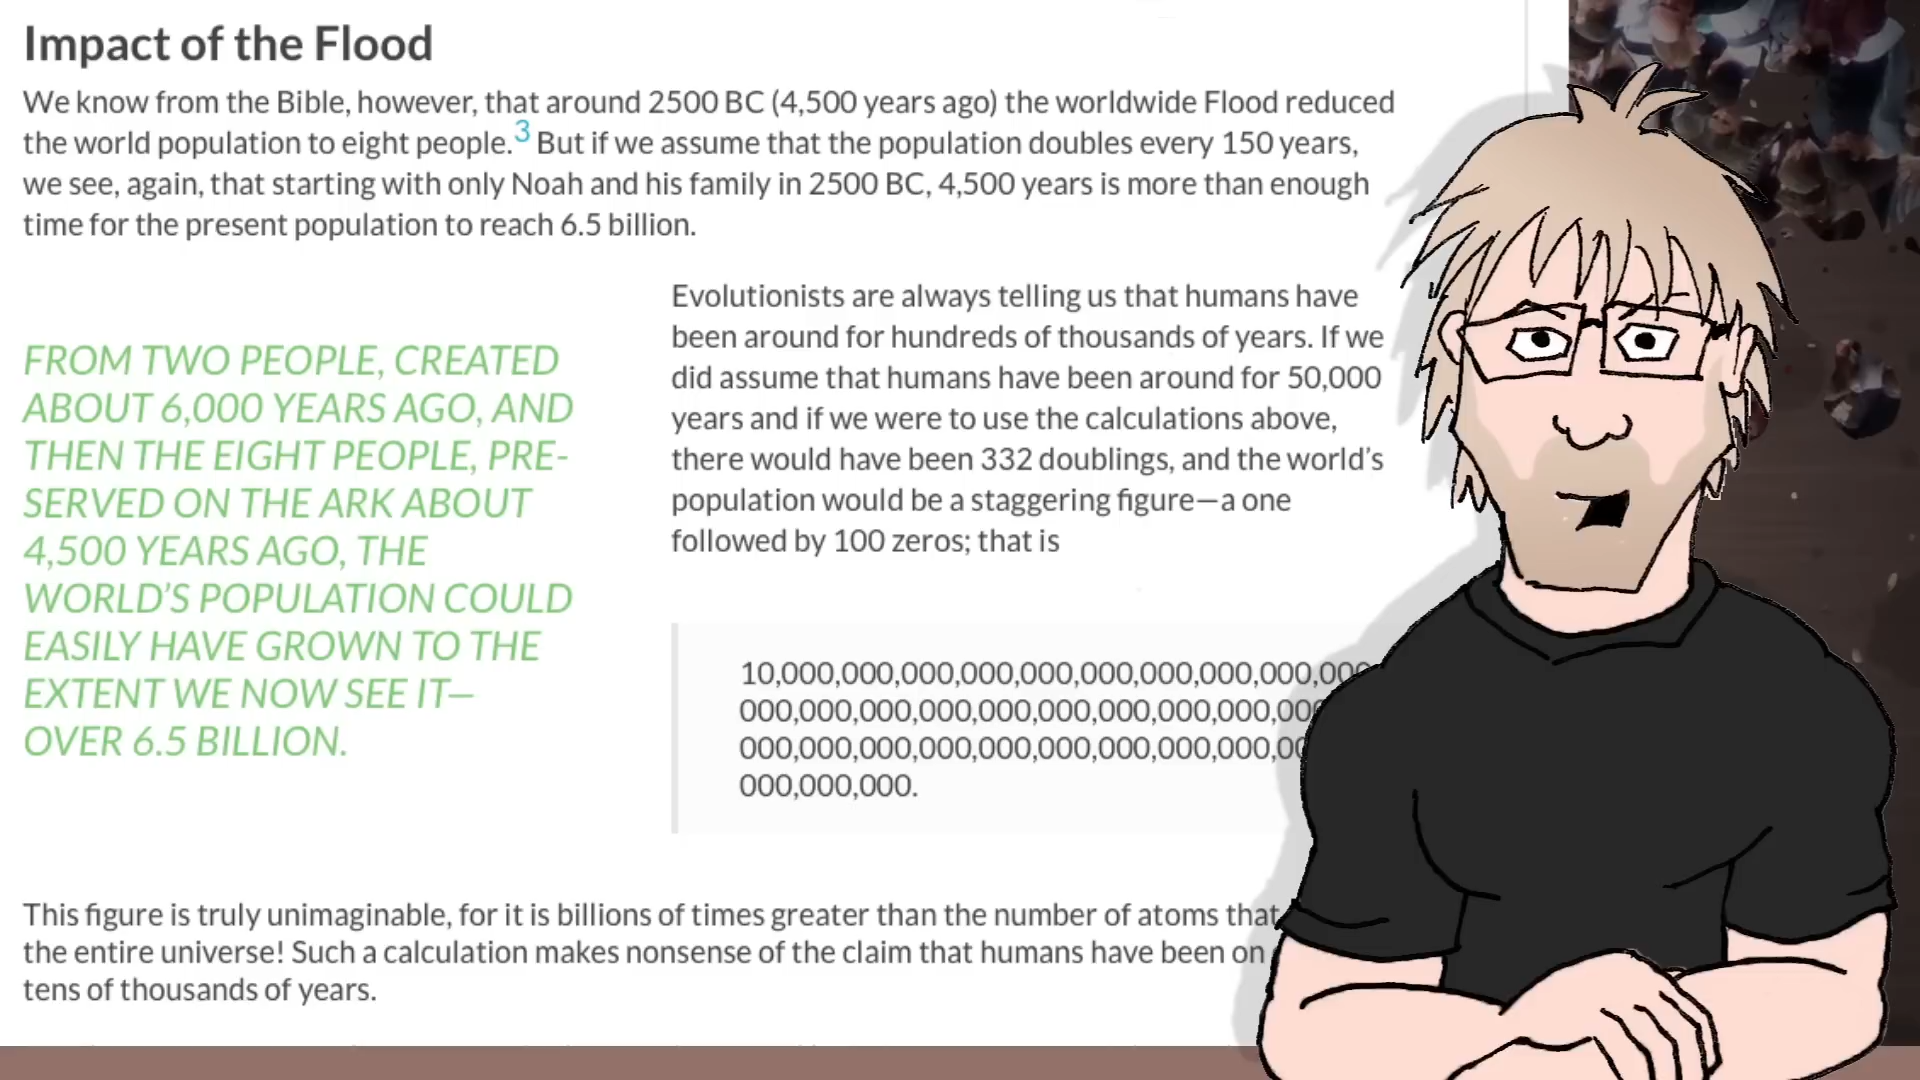 Impact of the Flood
We know from the Bible, however, that around 2500 BC (4,500 years ago) the worldwide Flood reduced
the world population to eight people.3 But if we assume that the population doubles every 150 years,
we see, again, that starting with only Noah and his family in 2500 BC, 4,500 years is more than enough
time for the present population to reach 6.5 billion.
FROM TWO PEOPLE, CREATED
ABOUT 6,000 YEARS AGO, AND
THEN THE EIGHT PEOPLE, PRE-
SERVED ON THE ARK ABOUT
4,500 YEARS AGO, THE
WORLD'S POPULATION COULD
EASILY HAVE GROWN TO THE
EXTENT WE NOW SEE IT—
OVER 6.5 BILLION.
Evolutionists are always telling us that humans have
been around for hundreds of thousands of years. If we
did assume that humans have been around for 50,000
years and if we were to use the calculations above,
there would have been 332 doublings, and the world's
population would be a staggering figure—a one
followed by 100 zeros; that is
10,000,000,000,000,000,000,000,000,000,000,
000,000,000,000,000,000,000,000,000,00
000,000,000,000,000,000,000,000,000,00
000,000,000.
This figure is truly unimaginable, for it is billions of times greater than the number of atoms that
the entire universe! Such a calculation makes nonsense of the claim that humans have been on
tens of thousands of years.